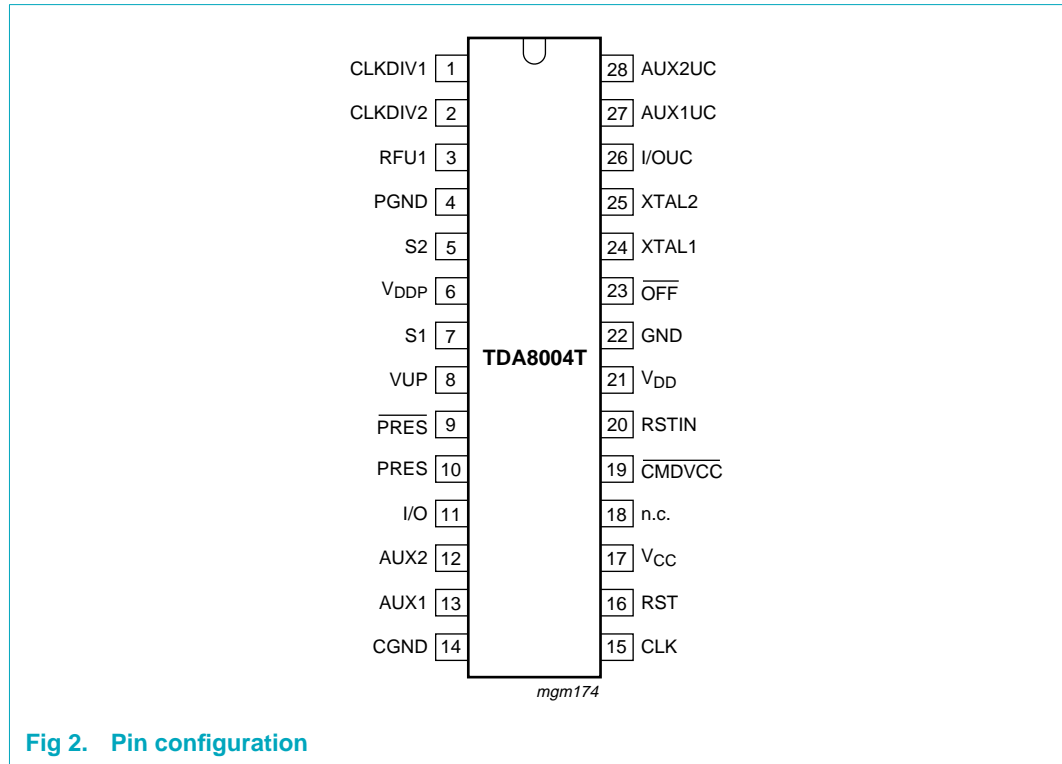 CLKDIV1 1
CLKDIV2 2
RFU1 3
PGND 4
S2 5
VDDP 6
S1 7
VUP 8
PRES 9
PRES 10
I/O 11
AUX2 12
AUX1 13
CGND 14
TDA8004T
28 AUX2UC
27 AUX1UC
26 I/OUC
25 XTAL2
24 XTAL1
23 OFF
22 GND
21 VDD
20 RSTIN
19 CMDVCC
18 n.c.
17 VCC
16 RST
15 CLK
mgm174
Fig 2. Pin configuration